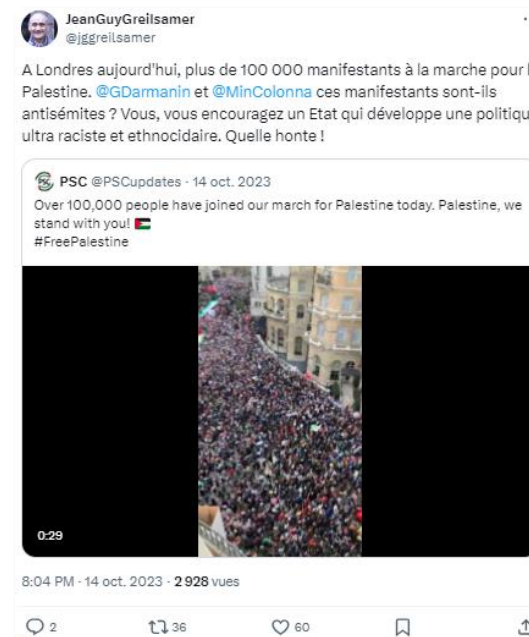 JeanGuyGreilsamer
@jggreilsamer
A Londres aujourd'hui, plus de 100 000 manifestants à la marche pour
Palestine. @GDarmanin et @MinColonna ces manifestants sont-ils
antisémites ? Vous, vous encouragez un Etat qui développe une
ultra raciste et ethnocidaire. Quelle honte !
PSC @PSCupdates · 14 oct. 2023
Over 100,000 people have joined our march for Palestine today. Palestine, we
stand with you! 🇵🇸
#FreePalestine
0:29
8:04 PM · 14 oct. 2023 · 2 928 vues
2 36 60